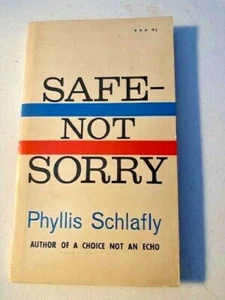 SAFE-
NOT
SORRY
Phyllis Schlafly
AUTHOR OF A CHOICE NOT AN ECHO